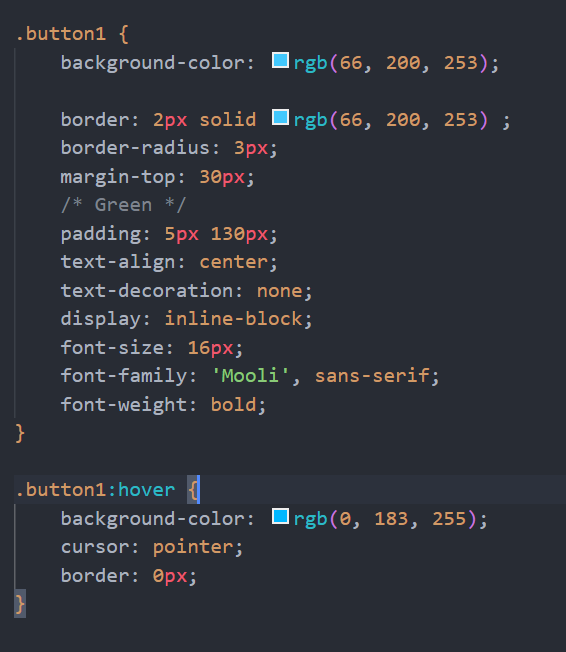 .button1 {
background-color: rgb(66, 200, 253);
border: 2px solid rgb(66, 200, 253) ;
border-radius: 3px;
margin-top: 30px;
/* Green */
padding: 5px 130px;
text-align: center;
text-decoration: none;
display: inline-block;
font-size: 16px;
font-family: 'Mooli', sans-serif;
font-weight: bold;
}
.button1:hover {
background-color: rgb(0, 183, 255);
cursor: pointer;
border: 0px;
}